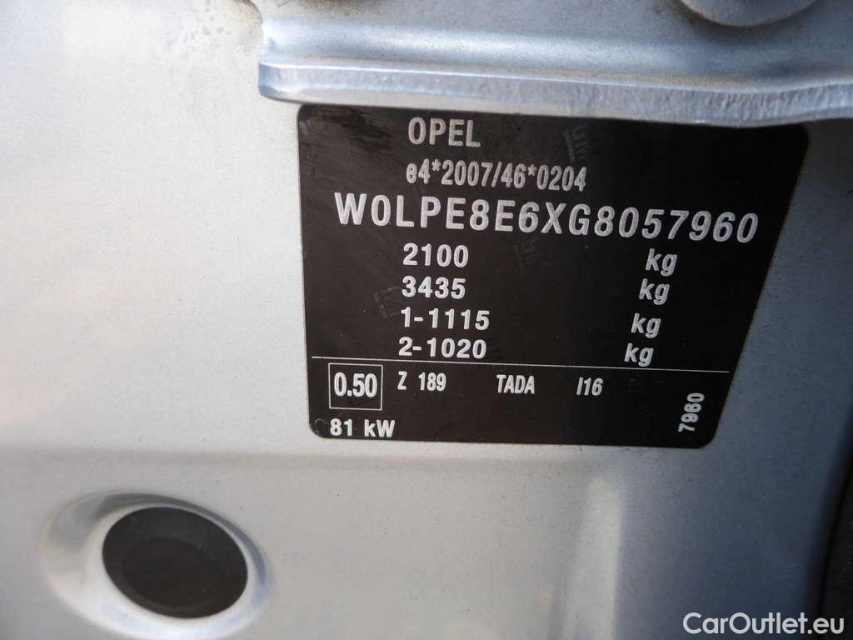 OPEL
e4*2007/46*0204
W0LPE8E6XG8057960
2100 kg
3435 kg
1-1115 kg
2-1020 kg
0.50 Z 189 TADA I16
7960
81 kW
CarOutlet.eu